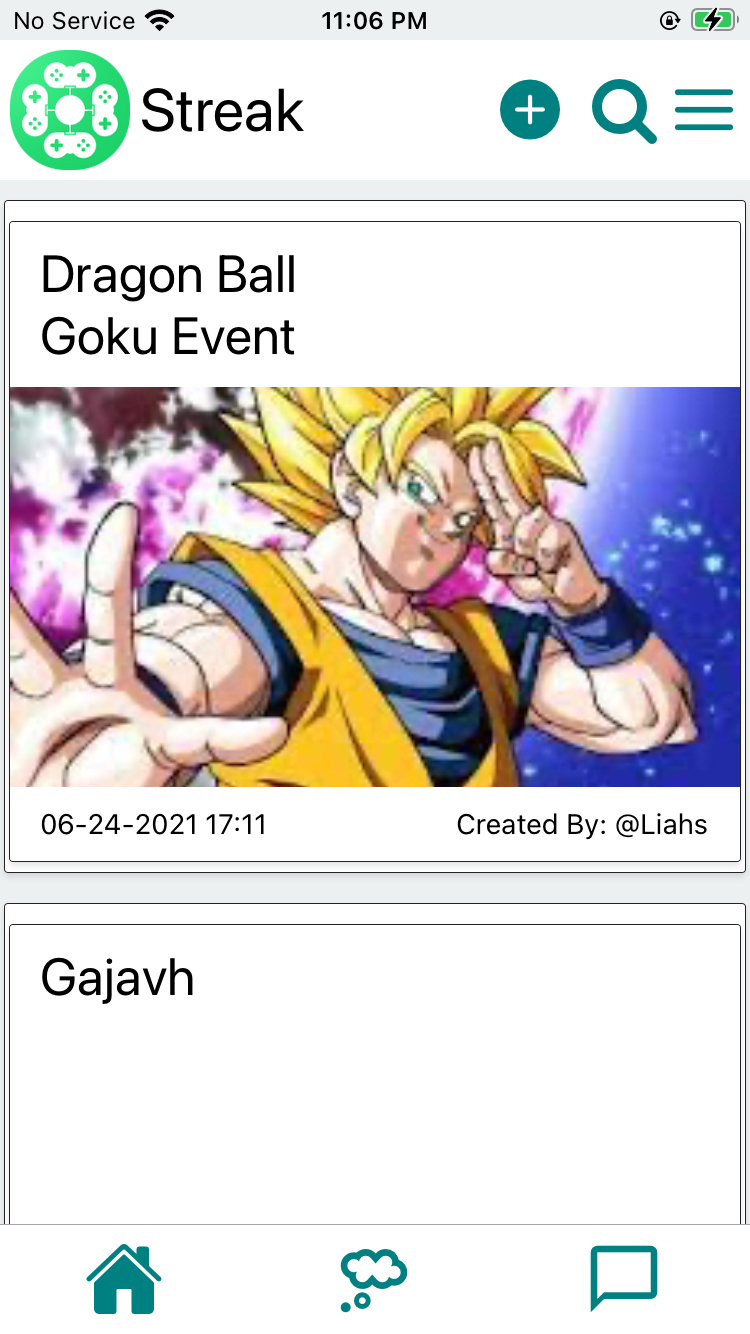 No Service 11:06 PM
Streak
Dragon Ball
Goku Event
06-24-2021 17:11 Created By: @Liahs
Gajavh